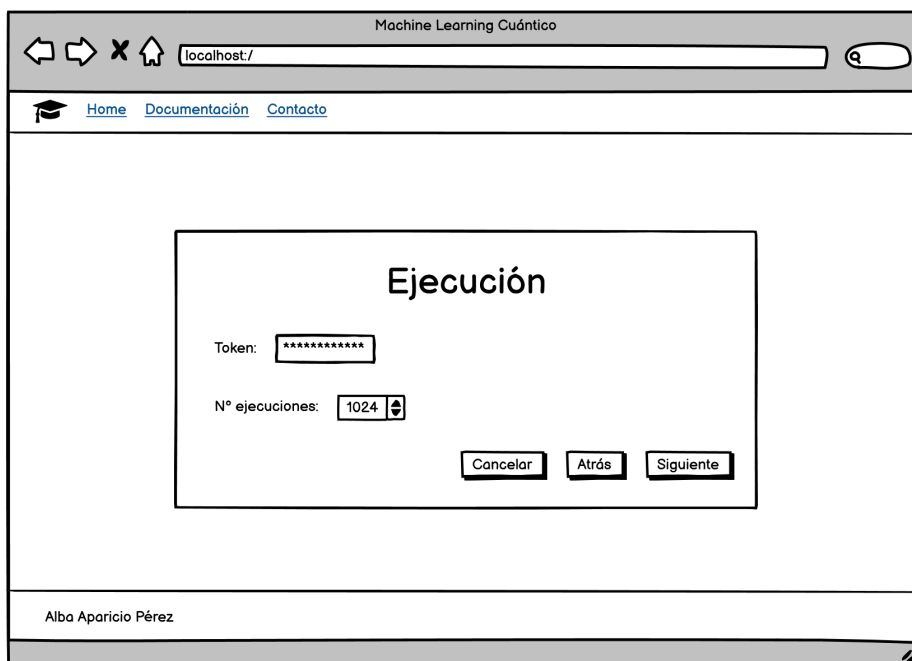 Machine Learning Cuántico
localhost:/
Home Documentación Contacto
Ejecución
Token: ************
Nº ejecuciones: 1024
Cancelar Atrás Siguiente
Alba Aparicio Pérez